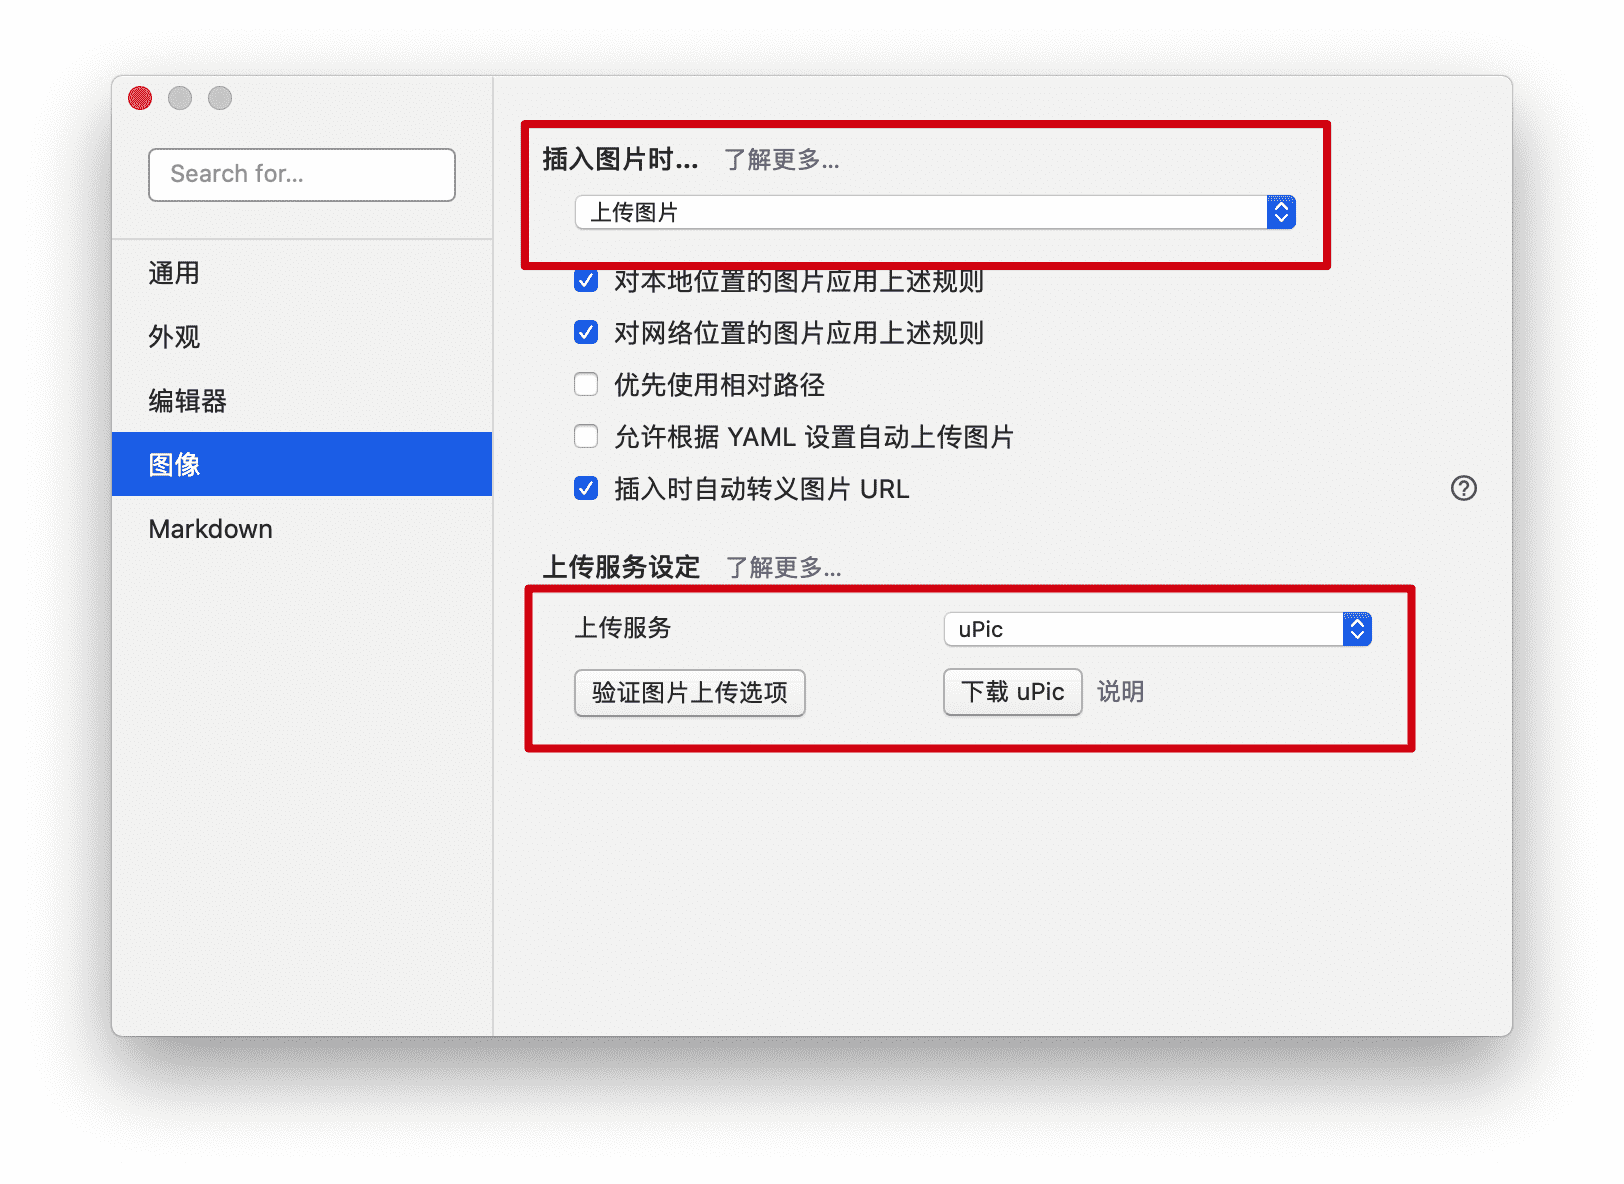 Search for...
通用
外观
编辑器
图像
Markdown
插入图片时... 了解更多...
上传图片
对本地位置的图片应用上述规则
对网络位置的图片应用上述规则
优先使用相对路径
允许根据 YAML 设置自动上传图片
插入时自动转义图片 URL
上传服务设定 了解更多...
上传服务 uPic
验证图片上传选项 下载 uPic 说明